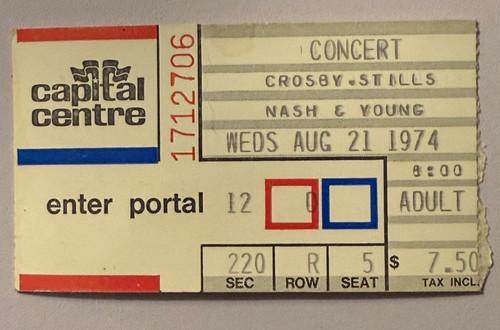 capital
centre
1712706
CONCERT
CROSBY•STILLS
NASH & YOUNG
WEDS AUG 21 1974
8:00
enter portal 12 0 ADULT
220 R 5 $ 7.50
SEC ROW SEAT TAX INCL.